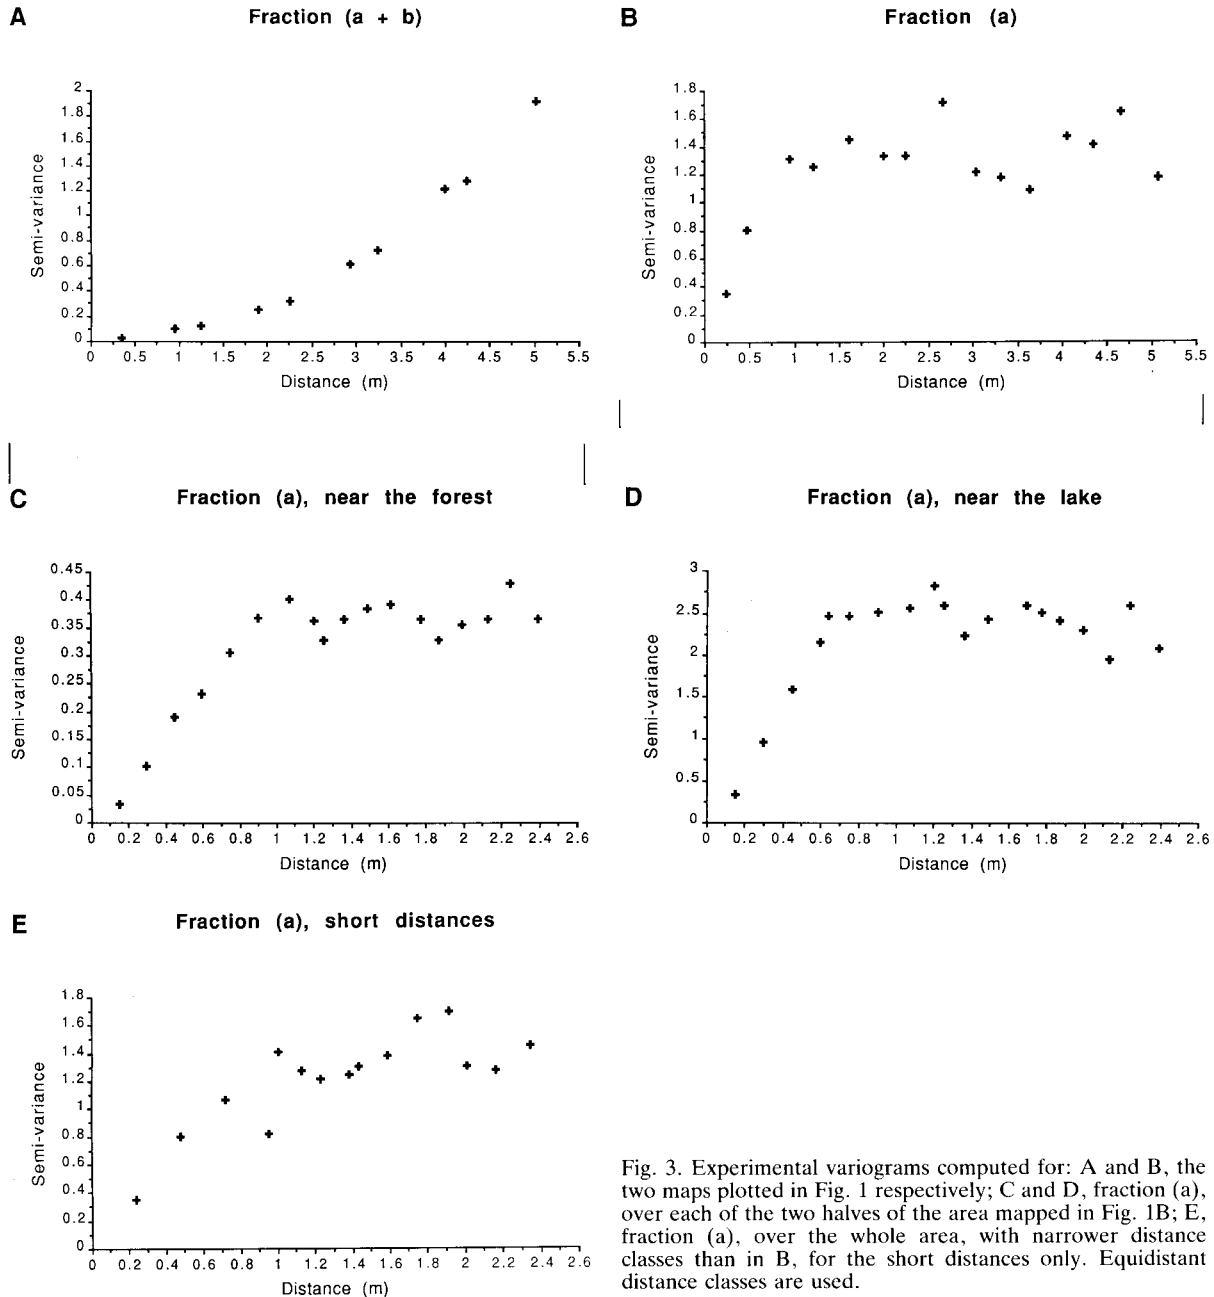 A Fraction (a + b)
2
1.8
1.6
1.4
1.2
1
0.8
0.6
0.4
0.2
0
Semi-variance
0 0.5 1 1.5 2 2.5 3 3.5 4 4.5 5 5.5
Distance (m)
B Fraction (a)
1.8
1.6
1.4
1.2
1
0.8
0.6
0.4
0.2
0
Semi-variance
0 0.5 1 1.5 2 2.5 3 3.5 4 4.5 5 5.5
Distance (m)
C Fraction (a), near the forest
0.45
0.4
0.35
0.3
0.25
0.2
0.15
0.1
0.05
0
Semi-variance
0 0.2 0.4 0.6 0.8 1 1.2 1.4 1.6 1.8 2 2.2 2.4 2.6
Distance (m)
D Fraction (a), near the lake
3
2.5
2
1.5
1
0.5
0
Semi-variance
0 0.2 0.4 0.6 0.8 1 1.2 1.4 1.6 1.8 2 2.2 2.4 2.6
Distance (m)
E Fraction (a), short distances
1.8
1.6
1.4
1.2
1
0.8
0.6
0.4
0.2
0
Semi-variance
0 0.2 0.4 0.6 0.8 1 1.2 1.4 1.6 1.8 2 2.2 2.4 2.6
Distance (m)
Fig. 3. Experimental variograms computed for: A and B, the
two maps plotted in Fig. 1 respectively; C and D, fraction (a),
over each of the two halves of the area mapped in Fig. 1B; E,
fraction (a), over the whole area, with narrower distance
classes than in B, for the short distances only. Equidistant
distance classes are used.